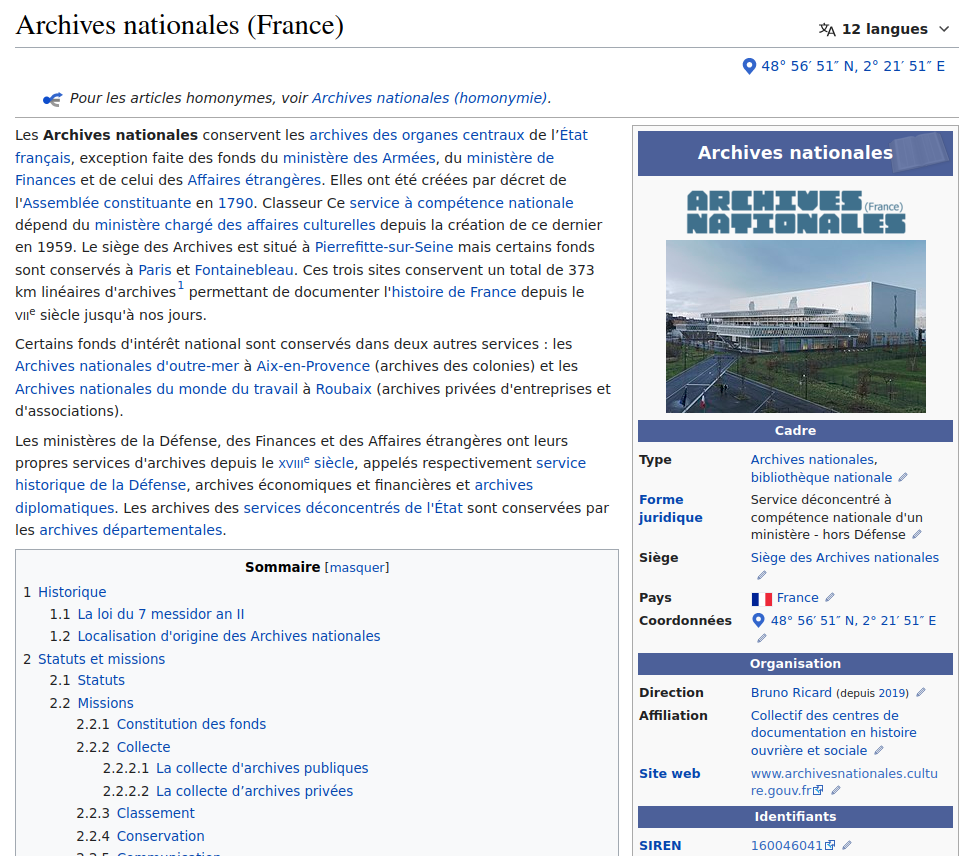 Archives nationales (France)
12 langues
48° 56′ 51″ N, 2° 21′ 51″ E
Pour les articles homonymes, voir Archives nationales (homonymie).
Les Archives nationales conservent les archives des organes centraux de l’État
français, exception faite des fonds du ministère des Armées, du ministère de
Finances et de celui des Affaires étrangères. Elles ont été créées par décret de
l'Assemblée constituante en 1790. Classeur Ce service à compétence nationale
dépend du ministère chargé des affaires culturelles depuis la création de ce dernier
en 1959. Le siège des Archives est situé à Pierrefitte-sur-Seine mais certains fonds
sont conservés à Paris et Fontainebleau. Ces trois sites conservent un total de 373
km linéaires d'archives1 permettant de documenter l'histoire de France depuis le
VIIe siècle jusqu'à nos jours.
Certains fonds d'intérêt national sont conservés dans deux autres services : les
Archives nationales d'outre-mer à Aix-en-Provence (archives des colonies) et les
Archives nationales du monde du travail à Roubaix (archives privées d'entreprises et
d'associations).
Les ministères de la Défense, des Finances et des Affaires étrangères ont leurs
propres services d'archives depuis le XVIIIe siècle, appelés respectivement service
historique de la Défense, archives économiques et financières et archives
diplomatiques. Les archives des services déconcentrés de l'État sont conservées par
les archives départementales.
Sommaire [masquer]
1 Historique
1.1 La loi du 7 messidor an II
1.2 Localisation d'origine des Archives nationales
2 Statuts et missions
2.1 Statuts
2.2 Missions
2.2.1 Constitution des fonds
2.2.2 Collecte
2.2.2.1 La collecte d'archives publiques
2.2.2.2 La collecte d’archives privées
2.2.3 Classement
2.2.4 Conservation
2.2.5 Communication
Archives nationales
ARCHIVES (France)
NATIONALES
Cadre
Type Archives nationales,
bibliothèque nationale
Forme Service déconcentré à
juridique compétence nationale d'un
ministère - hors Défense
Siège Siège des Archives nationales
Pays France
Coordonnées 48° 56′ 51″ N, 2° 21′ 51″ E
Organisation
Direction Bruno Ricard (depuis 2019)
Affiliation Collectif des centres de
documentation en histoire
ouvrière et sociale
Site web www.archivesnationales.cultu
re.gouv.fr
Identifiants
SIREN 160046041